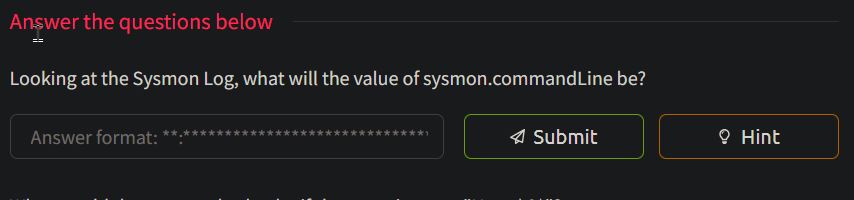 Answer the questions below
Looking at the Sysmon Log, what will the value of sysmon.commandLine be?
Answer format: **:*****************************
Submit
Hint